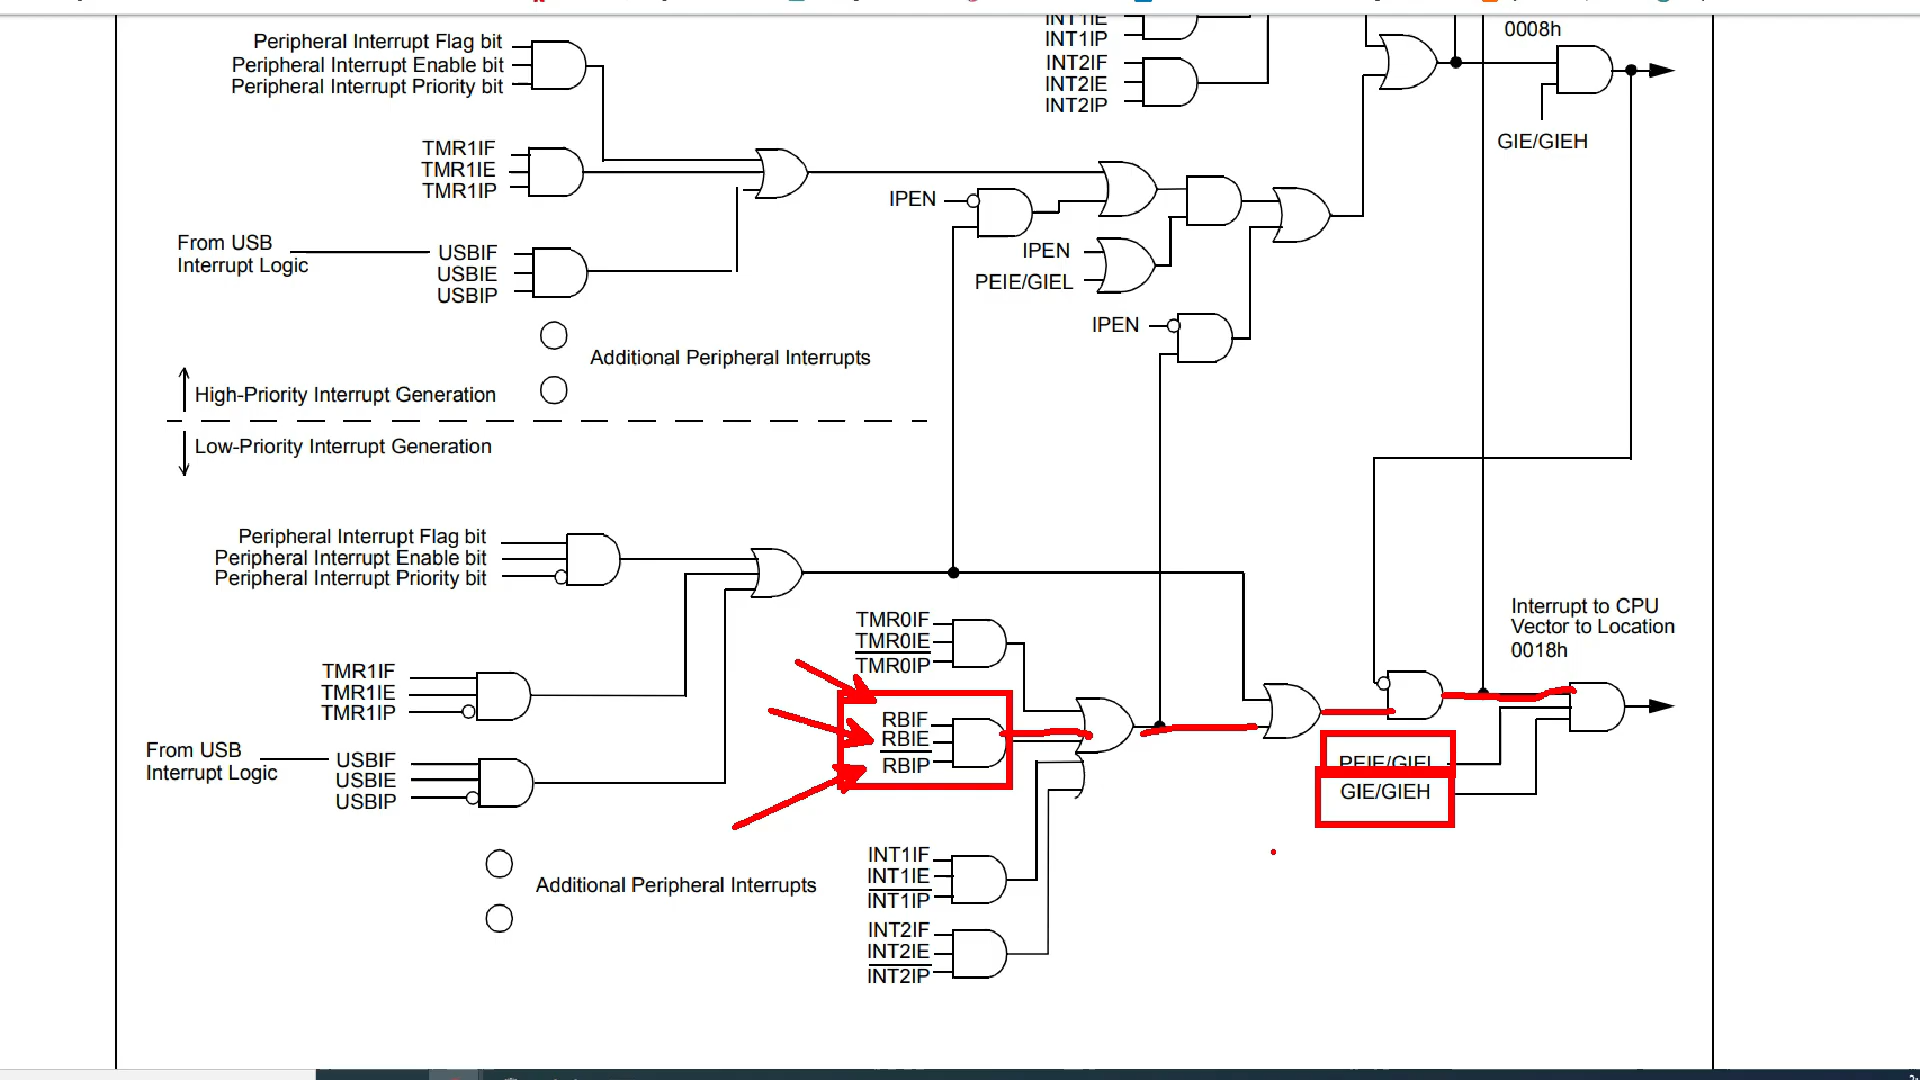 INT1IE
INT1IP
0008h
Peripheral Interrupt Flag bit
Peripheral Interrupt Enable bit
Peripheral Interrupt Priority bit
INT2IF
INT2IE
INT2IP
GIE/GIEH
TMR1IF
TMR1IE
TMR1IP
IPEN
From USB
Interrupt Logic
USBIF
USBIE
USBIP
IPEN
PEIE/GIEL
IPEN
Additional Peripheral Interrupts
High-Priority Interrupt Generation
Low-Priority Interrupt Generation
Peripheral Interrupt Flag bit
Peripheral Interrupt Enable bit
Peripheral Interrupt Priority bit
Interrupt to CPU
Vector to Location
0018h
TMR0IF
TMR0IE
TMR0IP
TMR1IF
TMR1IE
TMR1IP
RBIF
RBIE
RBIP
From USB
Interrupt Logic
USBIF
USBIE
USBIP
PEIE/GIEL
GIE/GIEH
INT1IF
INT1IE
INT1IP
Additional Peripheral Interrupts
INT2IF
INT2IE
INT2IP